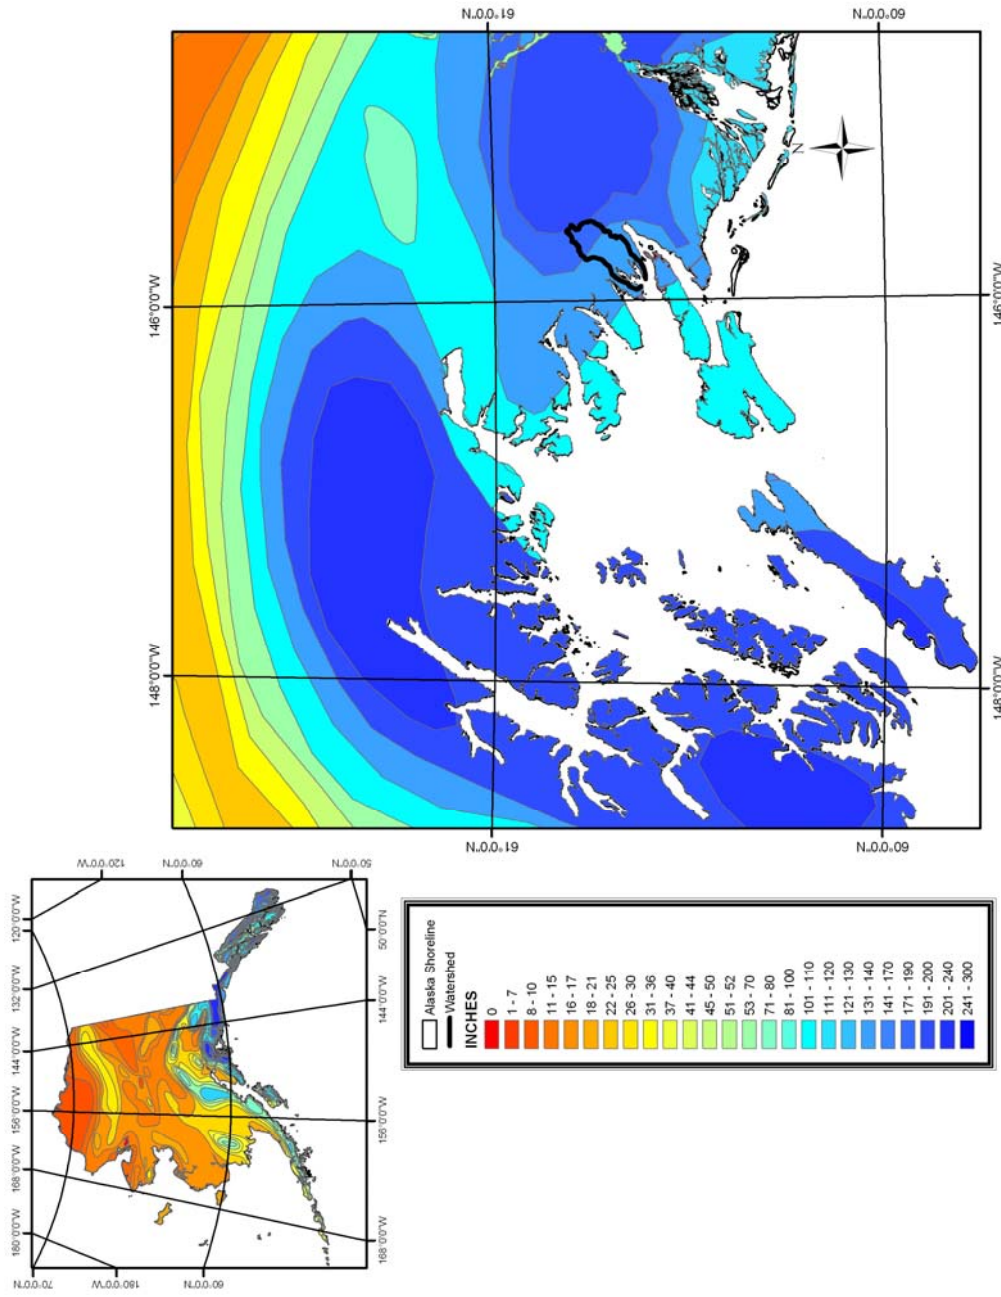 61°0'0"N
60°0'0"N
146°0'0"W
146°0'0"W
148°0'0"W
148°0'0"W
61°0'0"N
60°0'0"N
N
180°0'0"W
168°0'0"W
156°0'0"W
144°0'0"W
132°0'0"W
120°0'0"W
70°0'0"N
180°0'0"W
60°0'0"N
120°0'0"W
60°0'0"N
50°0'0"N
168°0'0"W
156°0'0"W
144°0'0"W
50°0'0"N
Alaska Shoreline
Watershed
INCHES
0
1 - 7
8 - 10
11 - 15
16 - 17
18 - 21
22 - 25
26 - 30
31 - 36
37 - 40
41 - 44
45 - 50
51 - 52
53 - 70
71 - 80
81 - 100
101 - 110
111 - 120
121 - 130
131 - 140
141 - 170
171 - 190
191 - 200
201 - 240
241 - 300